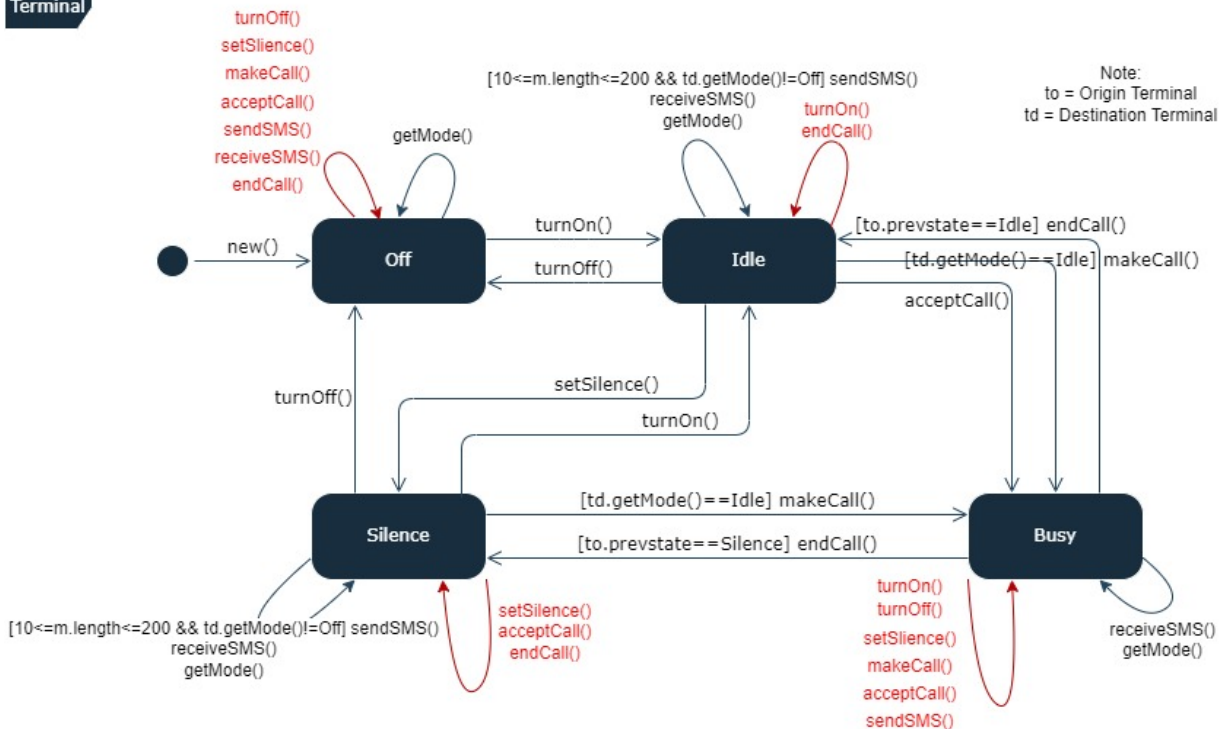 Terminal
turnOff()
setSlience()
makeCall()
acceptCall()
sendSMS()
receiveSMS()
endCall()
getMode()
[10<=m.length<=200 && td.getMode()!=Off] sendSMS()
receiveSMS()
getMode()
turnOn()
endCall()
Note:
to = Origin Terminal
td = Destination Terminal
new()
Off
turnOn()
turnOff()
Idle
[to.prevstate==Idle] endCall()
[td.getMode()==Idle] makeCall()
acceptCall()
turnOff()
setSilence()
turnOn()
Silence
[td.getMode()==Idle] makeCall()
[to.prevstate==Silence] endCall()
Busy
[10<=m.length<=200 && td.getMode()!=Off] sendSMS()
receiveSMS()
getMode()
setSilence()
acceptCall()
endCall()
turnOn()
turnOff()
setSlience()
makeCall()
acceptCall()
sendSMS()
receiveSMS()
getMode()